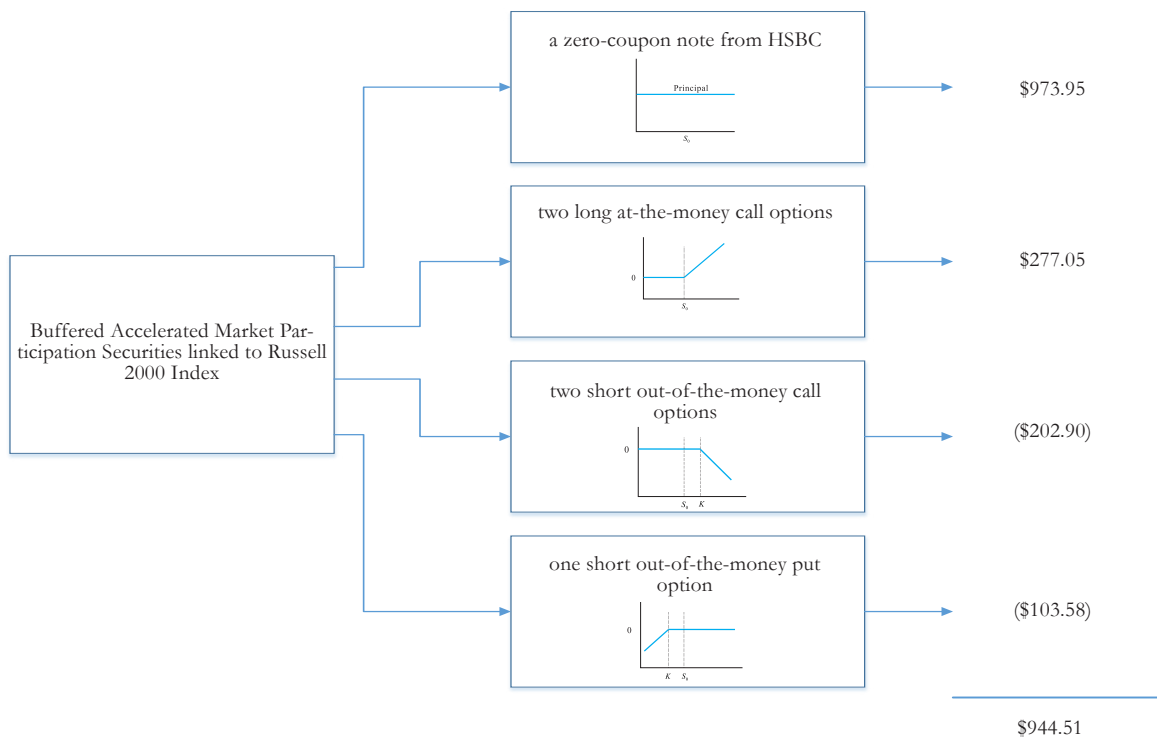 a zero-coupon note from HSBC
Principal
S0
$973.95
two long at-the-money call options
0
S0
$277.05
Buffered Accelerated Market Par-
ticipation Securities linked to Russell
2000 Index
two short out-of-the-money call
options
0
S0 K
($202.90)
one short out-of-the-money put
option
0
K S0
($103.58)
$944.51